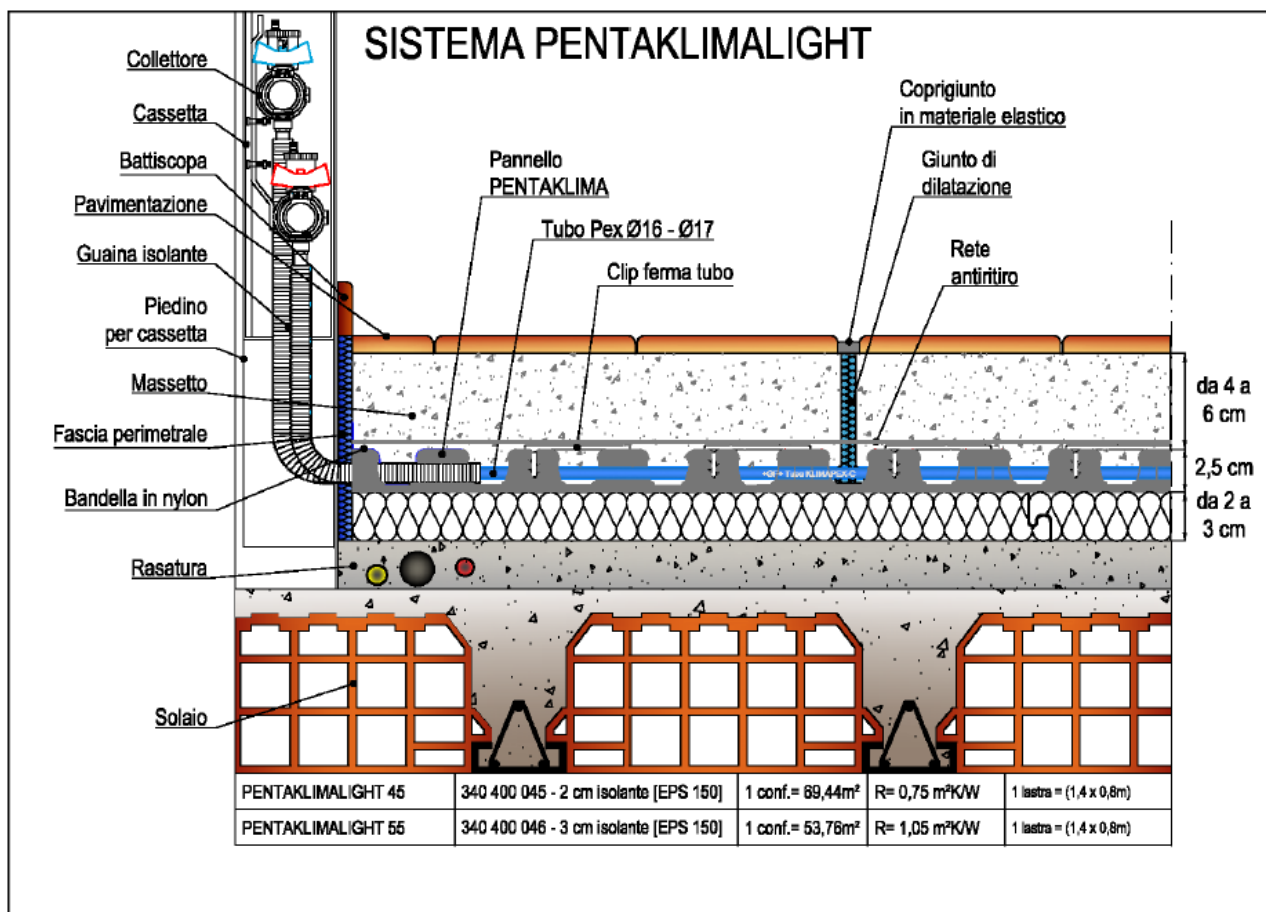 SISTEMA PENTAKLIMALIGHT
Collettore
Cassetta
Battiscopa
Pavimentazione
Guaina isolante
Piedino
per cassetta
Massetto
Fascia perimetrale
Bandella in nylon
Rasatura
Solaio
Pannello
PENTAKLIMA
Tubo Pex Ø16 - Ø17
Clip ferma tubo
Coprigiunto
in materiale elastico
Giunto di
dilatazione
Rete
antiritiro
+GF+ Tubo KLIMAPEX-C
da 4 a
6 cm
2,5 cm
da 2 a
3 cm
PENTAKLIMALIGHT 45 340 400 045 - 2 cm isolante [EPS 150] 1 conf.= 69,44m² R= 0,75 m²K/W 1 lastra = (1,4 x 0,8m)
PENTAKLIMALIGHT 55 340 400 046 - 3 cm isolante [EPS 150] 1 conf.= 53,76m² R= 1,05 m²K/W 1 lastra = (1,4 x 0,8m)